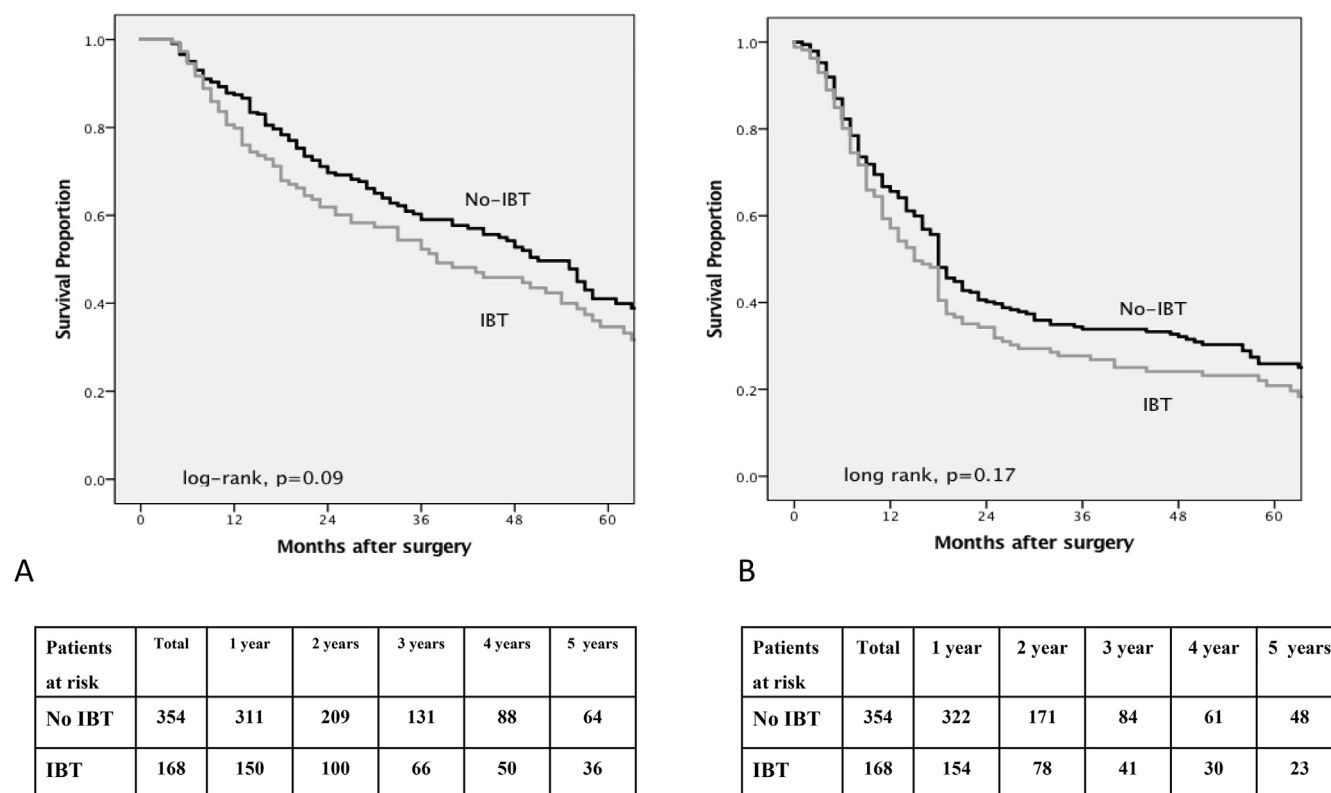 1.0
0.8
0.6
0.4
0.2
0.0
Survival Proportion
No-IBT
IBT
log-rank, p=0.09
0 12 24 36 48 60
Months after surgery
A
1.0
0.8
0.6
0.4
0.2
0.0
Survival Proportion
No-IBT
IBT
long rank, p=0.17
0 12 24 36 48 60
Months after surgery
B
Patients at risk Total 1 year 2 years 3 years 4 years 5 years
No IBT 354 311 209 131 88 64
IBT 168 150 100 66 50 36
Patients at risk Total 1 year 2 year 3 year 4 year 5 years
No IBT 354 322 171 84 61 48
IBT 168 154 78 41 30 23